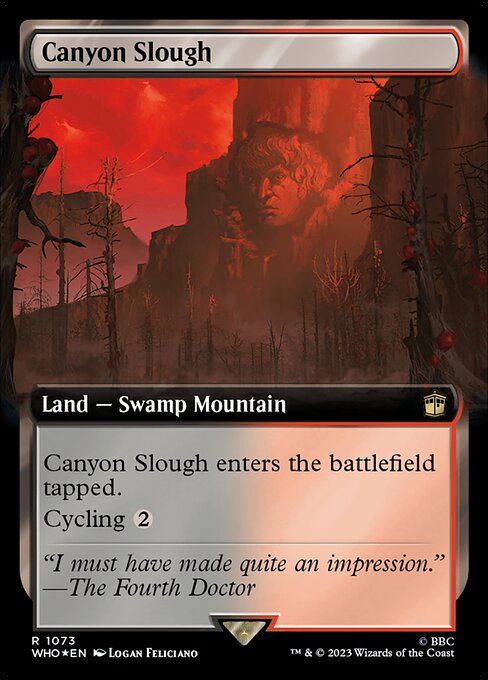 Canyon Slough
Land — Swamp Mountain
Canyon Slough enters the battlefield
tapped.
Cycling 2
“I must have made quite an impression.”
—The Fourth Doctor
R 1073
WHO★EN Logan Feliciano
© BBC
™ & © 2023 Wizards of the Coast